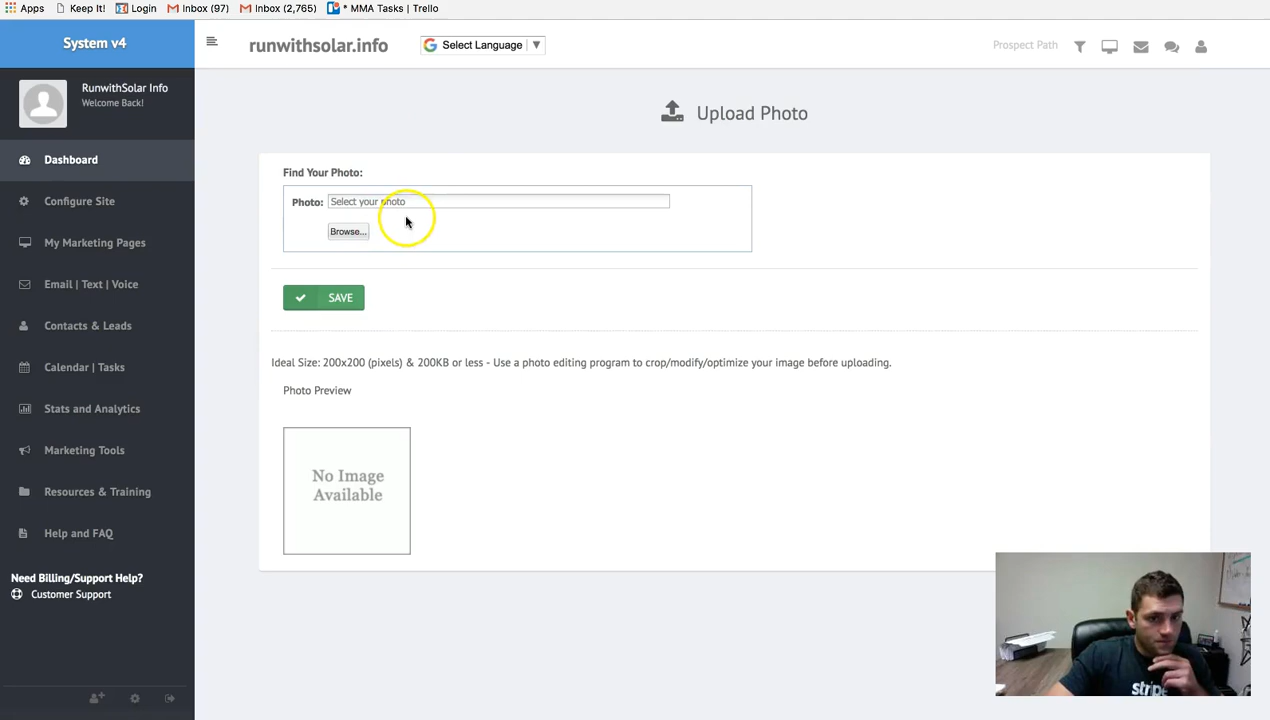 Apps Keep It! Login Inbox (97) Inbox (2,765) * MMA Tasks | Trello
System v4
runwithsolar.info
Select Language
Prospect Path
RunwithSolar Info
Welcome Back!
Dashboard
Configure Site
My Marketing Pages
Email | Text | Voice
Contacts & Leads
Calendar | Tasks
Stats and Analytics
Marketing Tools
Resources & Training
Help and FAQ
Need Billing/Support Help?
Customer Support
Upload Photo
Find Your Photo:
Photo: Select your photo
Browse...
SAVE
Ideal Size: 200x200 (pixels) & 200KB or less - Use a photo editing program to crop/modify/optimize your image before uploading.
Photo Preview
No Image
Available